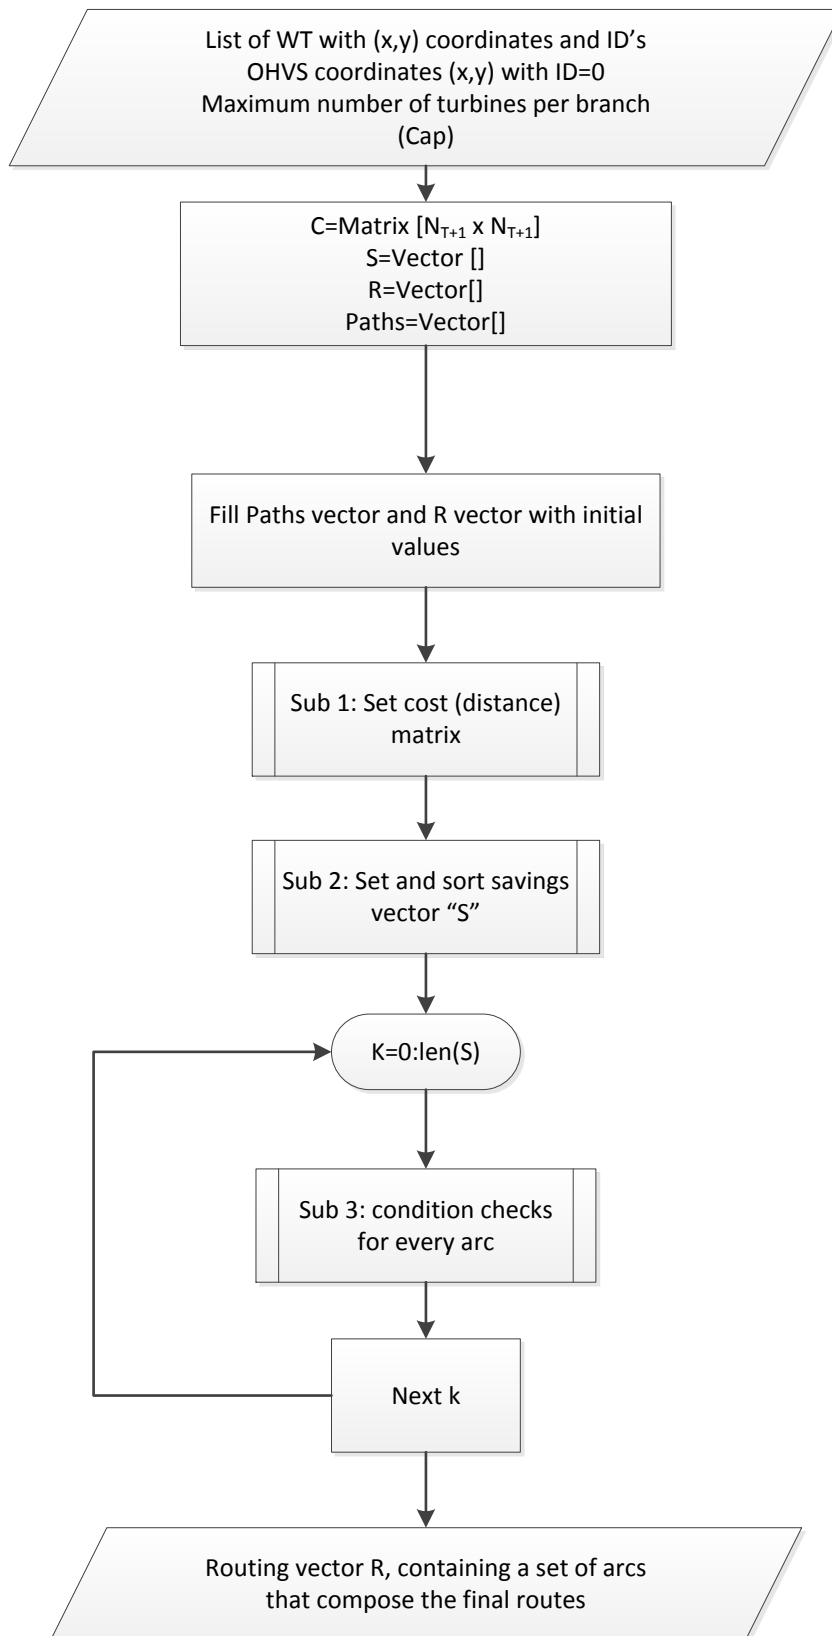 List of WT with (x,y) coordinates and ID’s
OHVS coordinates (x,y) with ID=0
Maximum number of turbines per branch
(Cap)
C=Matrix [N_{T+1} x N_{T+1}]
S=Vector []
R=Vector[]
Paths=Vector[]
Fill Paths vector and R vector with initial
values
Sub 1: Set cost (distance)
matrix
Sub 2: Set and sort savings
vector “S”
K=0:len(S)
Sub 3: condition checks
for every arc
Next k
Routing vector R, containing a set of arcs
that compose the final routes